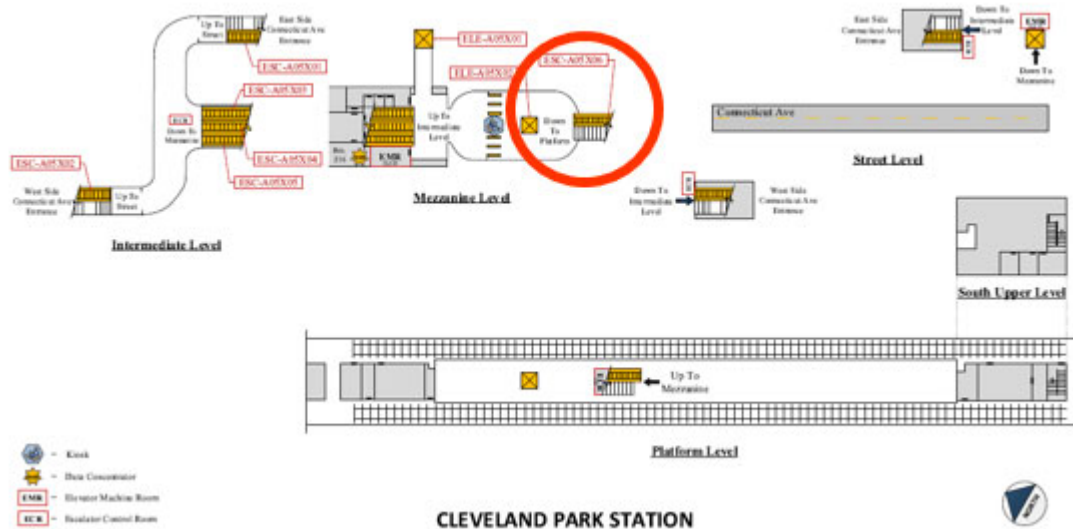 Up To
Street
East Side
Connecticut Ave
Entrance
ESC-A05X01
ESC-A05X03
ECR
Down To
Mezzanine
ESC-A05X04
ESC-A05X02
ESC-A05X05
West Side
Connecticut Ave
Entrance
Up To
Street
Intermediate Level
ELE-A05X01
ELE-A05X02
ESC-A05X06
Up To
Intermediate
Level
Down
To
Platform
EMR
Mezzanine Level
East Side
Connecticut Ave
Entrance
Down To
Intermediate
Level
ECR
EMR
Down To
Mezzanine
Connecticut Ave
Street Level
Down To
Intermediate
Level
West Side
Connecticut Ave
Entrance
South Upper Level
Up To
Mezzanine
Platform Level
- Kiosk
- Data Concentrator
EMR - Elevator Machine Room
ECR - Escalator Control Room
CLEVELAND PARK STATION
NORTH